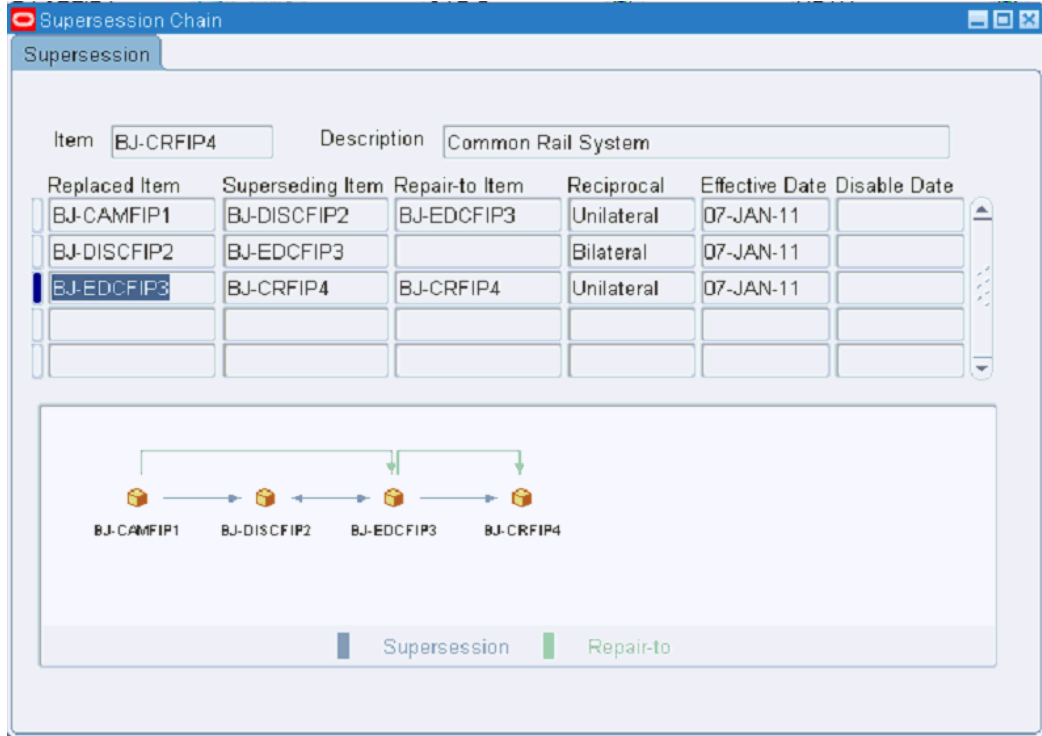 Supersession Chain
Supersession
Item BJ-CRFIP4 Description Common Rail System
Replaced Item Superseding Item Repair-to Item Reciprocal Effective Date Disable Date
BJ-CAMFIP1 BJ-DISCFIP2 BJ-EDCFIP3 Unilateral 07-JAN-11
BJ-DISCFIP2 BJ-EDCFIP3 Bilateral 07-JAN-11
BJ-EDCFIP3 BJ-CRFIP4 BJ-CRFIP4 Unilateral 07-JAN-11
BJ-CAMFIP1 BJ-DISCFIP2 BJ-EDCFIP3 BJ-CRFIP4
Supersession Repair-to